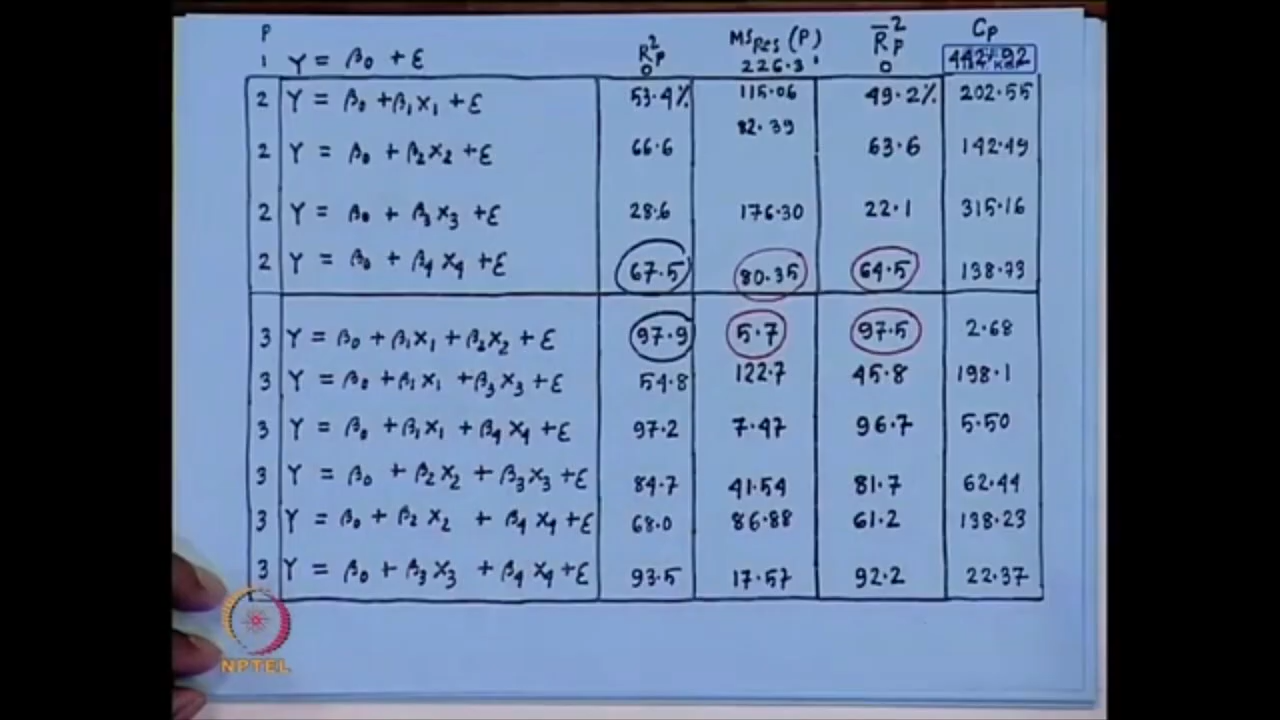 P R²p MS Res (P) R̄²p Cp
1 Y = β₀ + ε 0 226.3 0 442.92
2 Y = β₀ + β₁X₁ + ε 53.4% 115.06 49.2% 202.55
2 Y = β₀ + β₂X₂ + ε 66.6 82.39 63.6 142.49
2 Y = β₀ + β₃X₃ + ε 28.6 176.30 22.1 315.16
2 Y = β₀ + β₄X₄ + ε 67.5 80.35 64.5 138.73
3 Y = β₀ + β₁X₁ + β₂X₂ + ε 97.9 5.7 97.5 2.68
3 Y = β₀ + β₁X₁ + β₃X₃ + ε 54.8 122.7 45.8 198.1
3 Y = β₀ + β₁X₁ + β₄X₄ + ε 97.2 7.47 96.7 5.50
3 Y = β₀ + β₂X₂ + β₃X₃ + ε 84.7 41.54 81.7 62.44
3 Y = β₀ + β₂X₂ + β₄X₄ + ε 68.0 86.88 61.2 138.23
3 Y = β₀ + β₃X₃ + β₄X₄ + ε 93.5 17.57 92.2 22.37
NPTEL